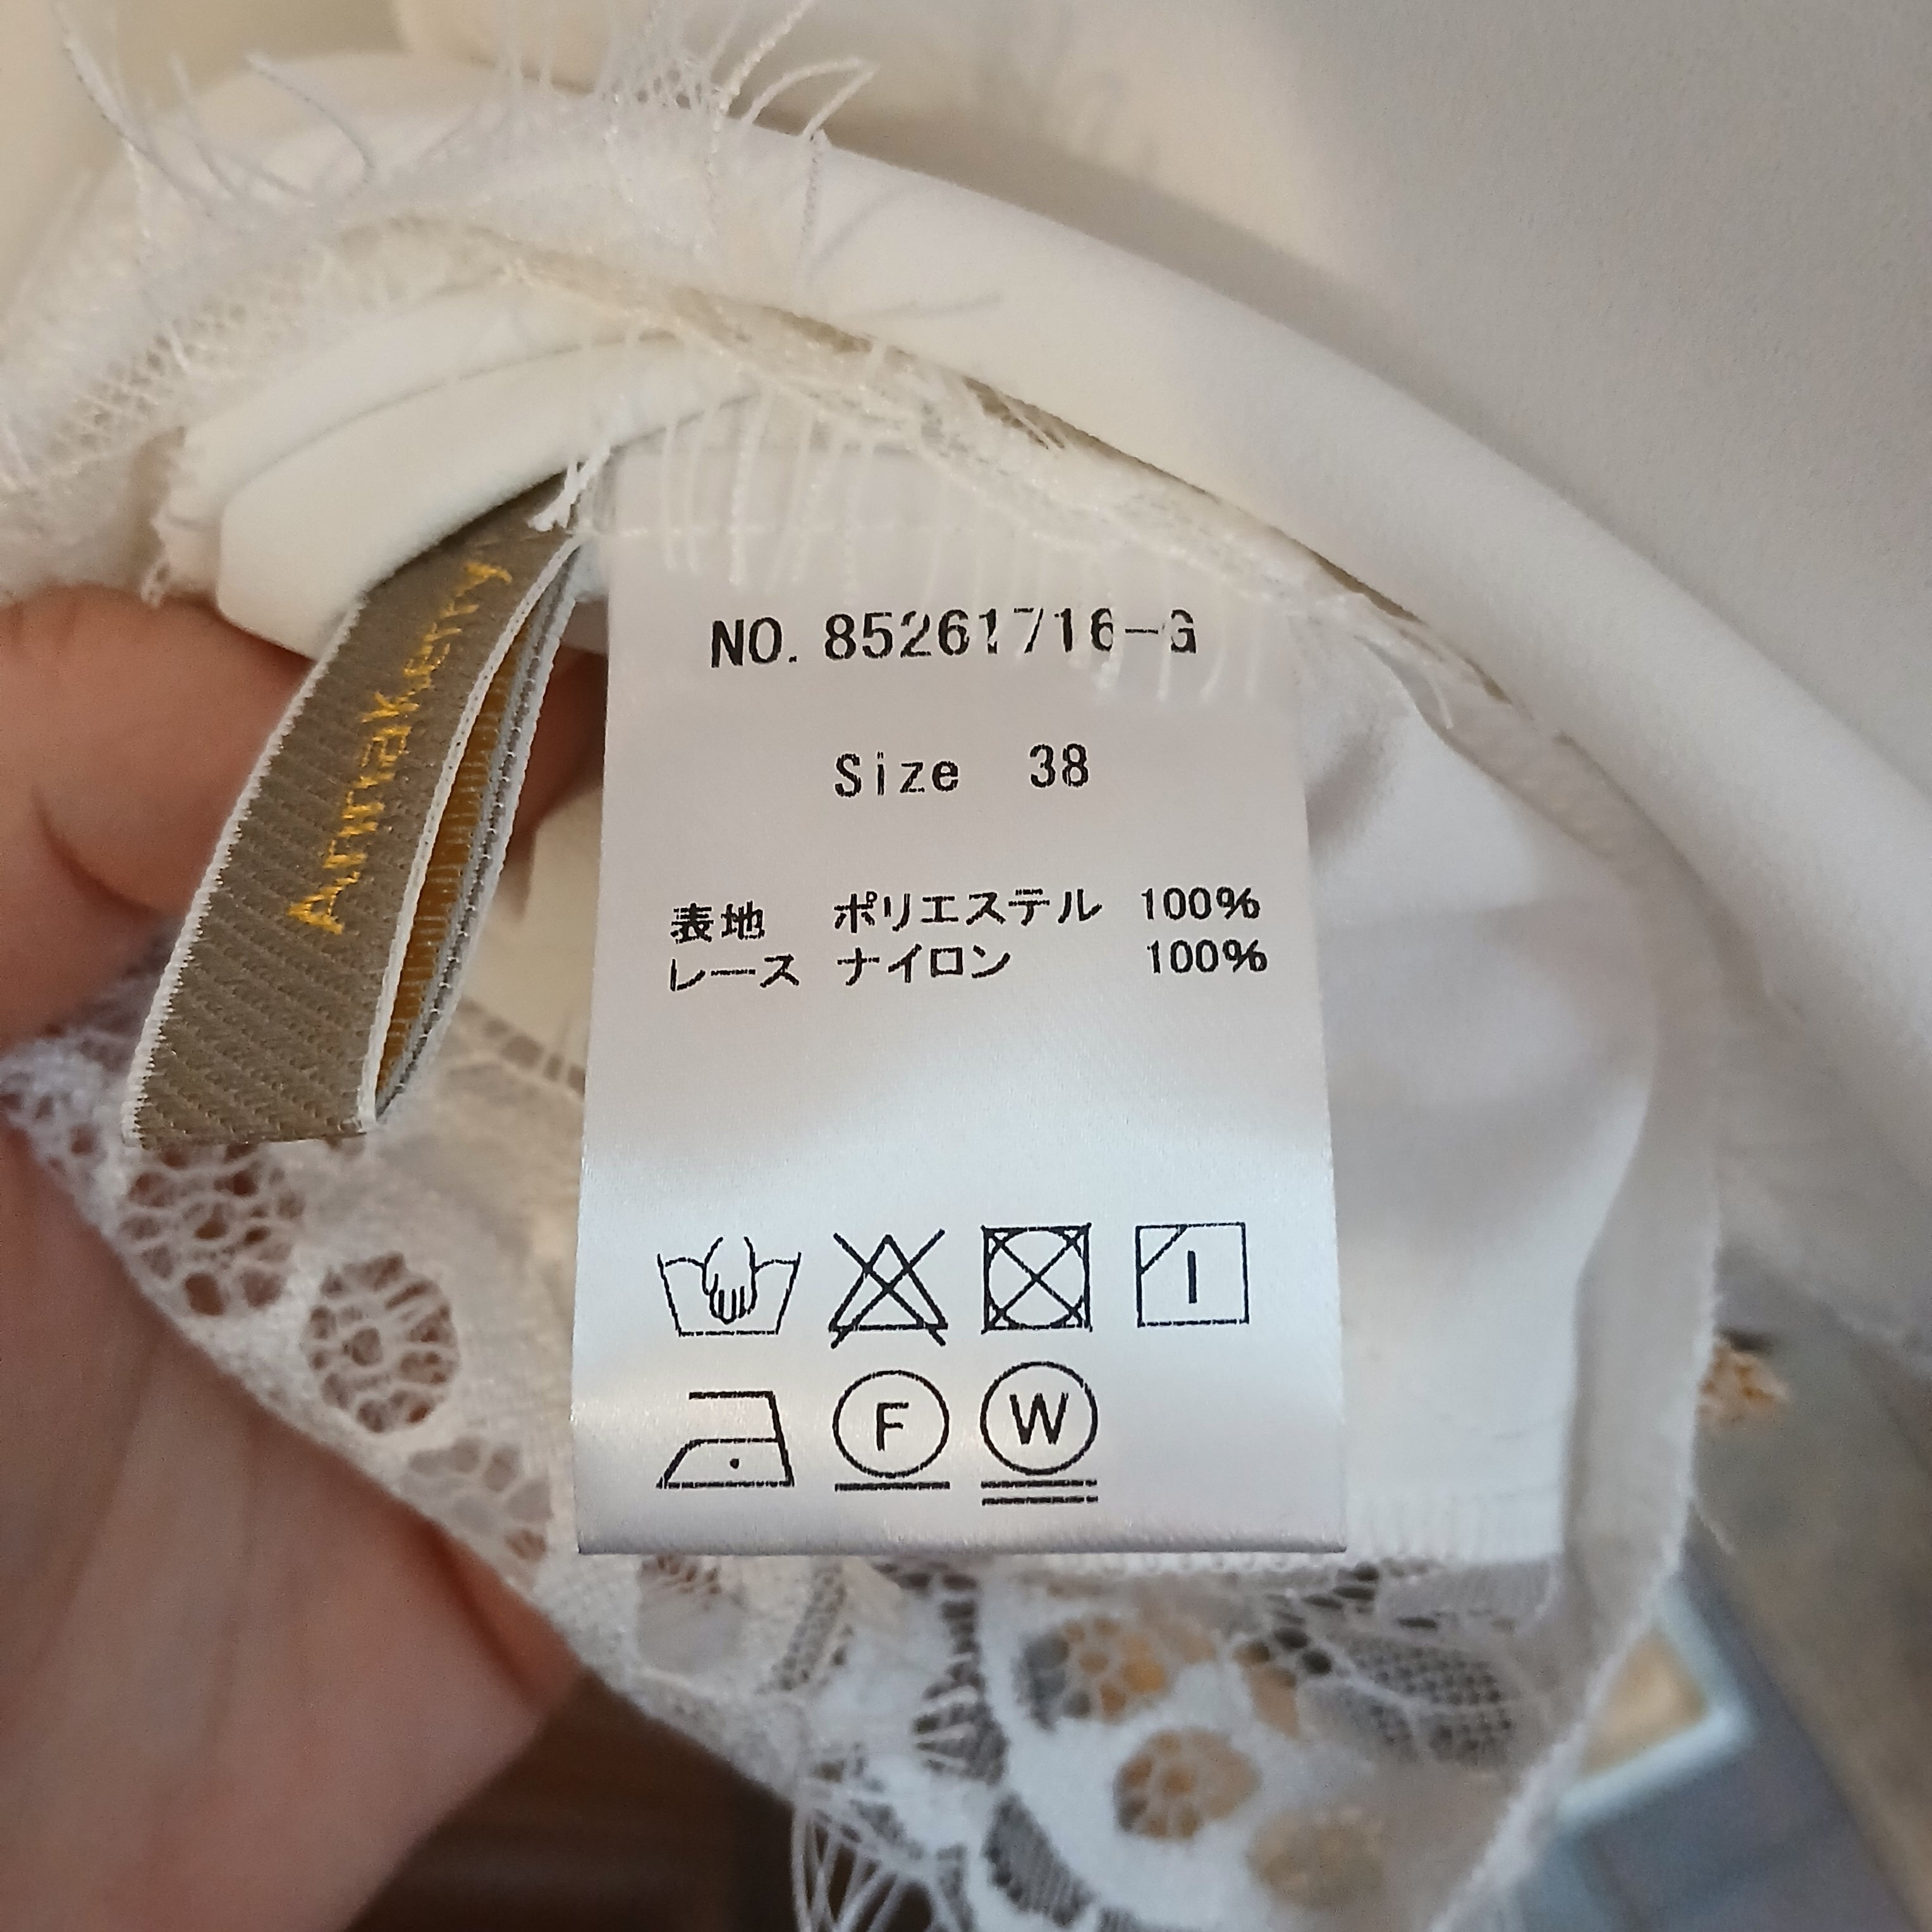 AnnaKerry
NO. 85261716-G
Size 38
表地 ポリエステル 100%
レース ナイロン 100%
F W